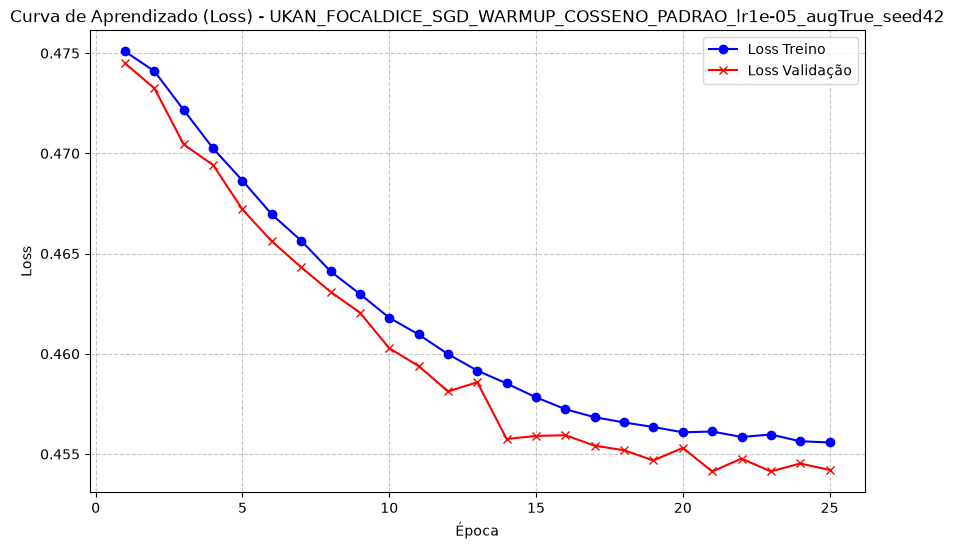 Curva de Aprendizado (Loss) - UKAN_FOCALDICE_SGD_WARMUP_COSSENO_PADRAO_lr1e-05_augTrue_seed42
Loss Treino
Loss Validação
0.475
0.470
0.465
0.460
0.455
Loss
0
5
10
15
20
25
Época